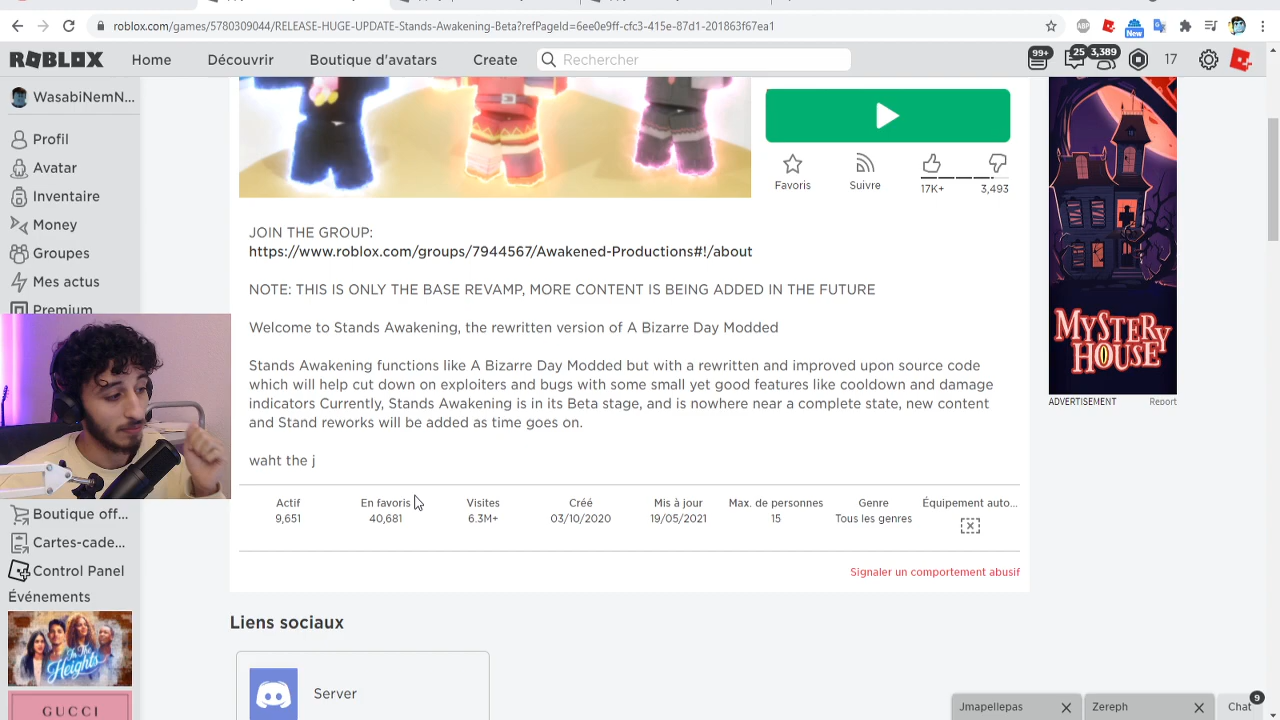 roblox.com/games/5780309044/RELEASE-HUGE-UPDATE-Stands-Awakening-Beta?refPageId=6ee0e9ff-cfc3-415e-87d1-201863f67ea1
ABP
New
ROBLOX
Home
Découvrir
Boutique d'avatars
Create
Rechercher
99+
25
3,389
17
WasabiNemN...
Profil
Avatar
Inventaire
Money
Groupes
Mes actus
Premium
Boutique off...
Cartes-cade...
Control Panel
Événements
IN THE Heights
GUCCI
Favoris
Suivre
17K+
3,493
JOIN THE GROUP:
https://www.roblox.com/groups/7944567/Awakened-Productions#!/about
NOTE: THIS IS ONLY THE BASE REVAMP, MORE CONTENT IS BEING ADDED IN THE FUTURE
Welcome to Stands Awakening, the rewritten version of A Bizarre Day Modded
Stands Awakening functions like A Bizarre Day Modded but with a rewritten and improved upon source code
which will help cut down on exploiters and bugs with some small yet good features like cooldown and damage
indicators Currently, Stands Awakening is in its Beta stage, and is nowhere near a complete state, new content
and Stand reworks will be added as time goes on.
waht the j
Actif
9,651
En favoris
40,681
Visites
6.3M+
Créé
03/10/2020
Mis à jour
19/05/2021
Max. de personnes
15
Genre
Tous les genres
Équipement auto...
Signaler un comportement abusif
Liens sociaux
Server
MYSTERY
HOUSE
ADVERTISEMENT
Report
Jmapellepas
Zereph
Chat
9